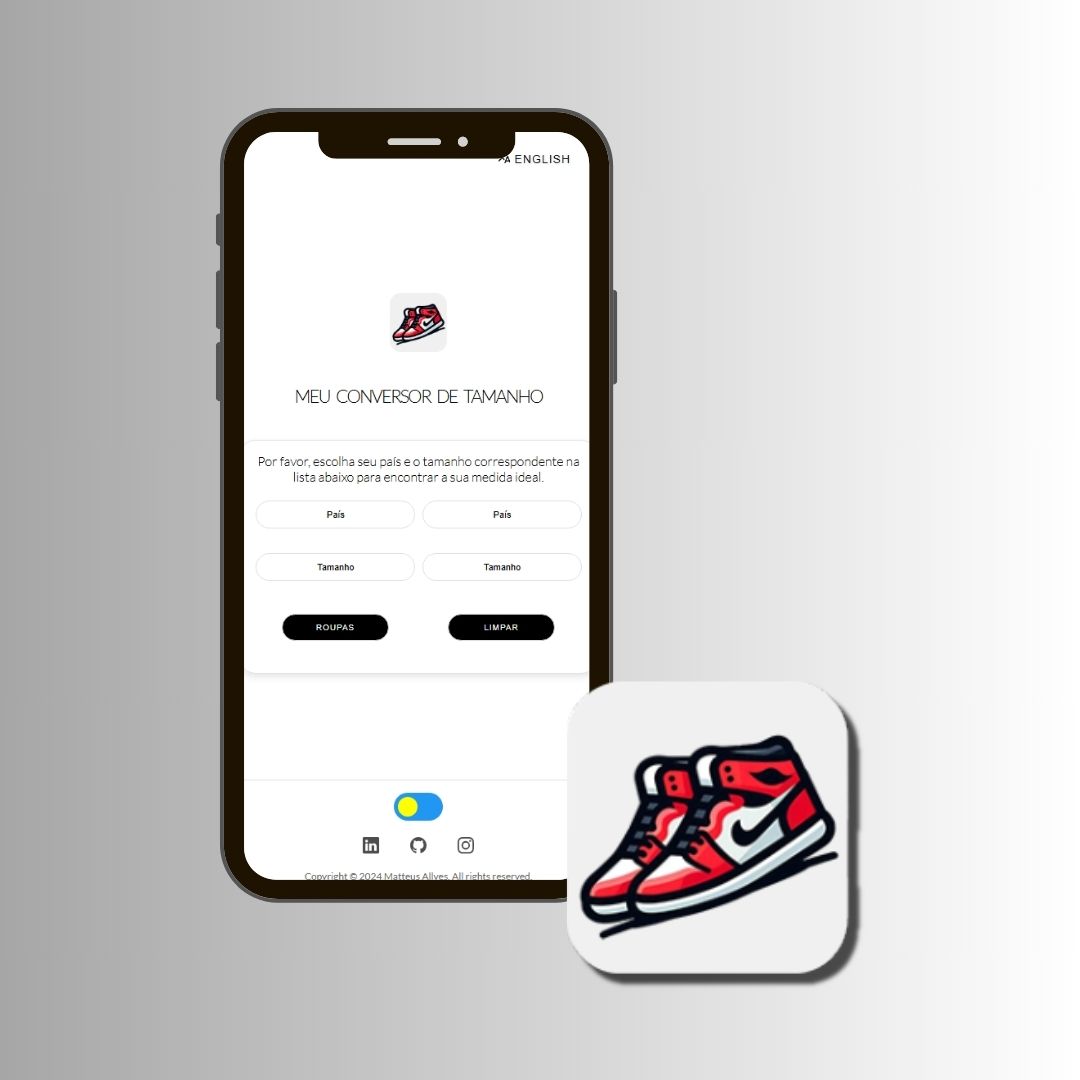 ENGLISH
MEU CONVERSOR DE TAMANHO
Por favor, escolha seu país e o tamanho correspondente na
lista abaixo para encontrar a sua medida ideal.
País País
Tamanho Tamanho
ROUPAS LIMPAR
in
Copyright © 2024 Matteus Allves. All rights reserved.